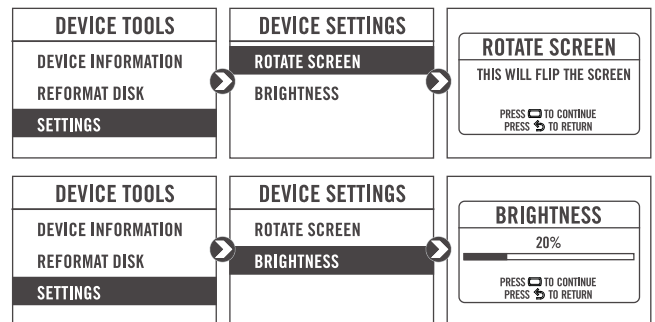 DEVICE TOOLS
DEVICE INFORMATION
REFORMAT DISK
SETTINGS
DEVICE SETTINGS
ROTATE SCREEN
BRIGHTNESS
ROTATE SCREEN
THIS WILL FLIP THE SCREEN
PRESS TO CONTINUE
PRESS TO RETURN
DEVICE TOOLS
DEVICE INFORMATION
REFORMAT DISK
SETTINGS
DEVICE SETTINGS
ROTATE SCREEN
BRIGHTNESS
BRIGHTNESS
20%
PRESS TO CONTINUE
PRESS TO RETURN